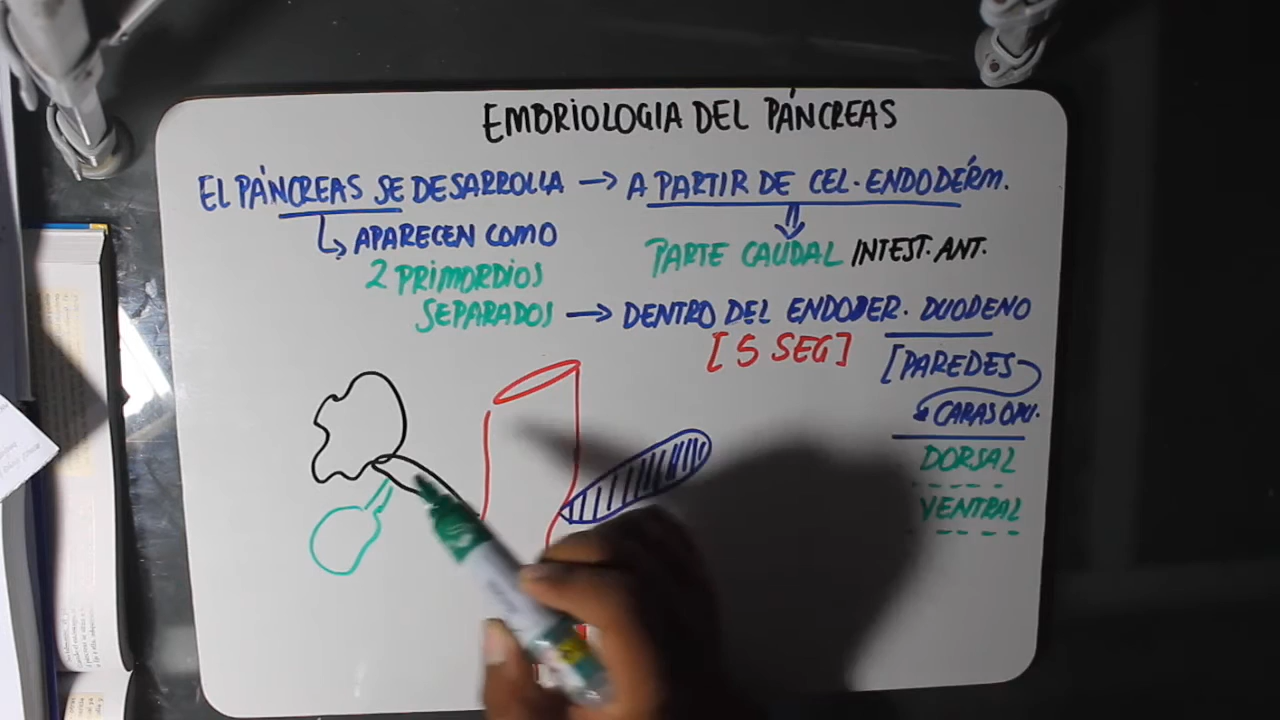 EMBRIOLOGIA DEL PÁNCREAS
EL PÁNCREAS SE DESARROLLA → A PARTIR DE CEL. ENDODÉRM.
↳ APARECEN COMO
2 PRIMORDIOS
SEPARADOS → DENTRO DEL ENDODER. DUODENO
PARTE CAUDAL INTEST. ANT.
[5 SEG]
[PAREDES
CARAS OPU.
DORSAL
VENTRAL